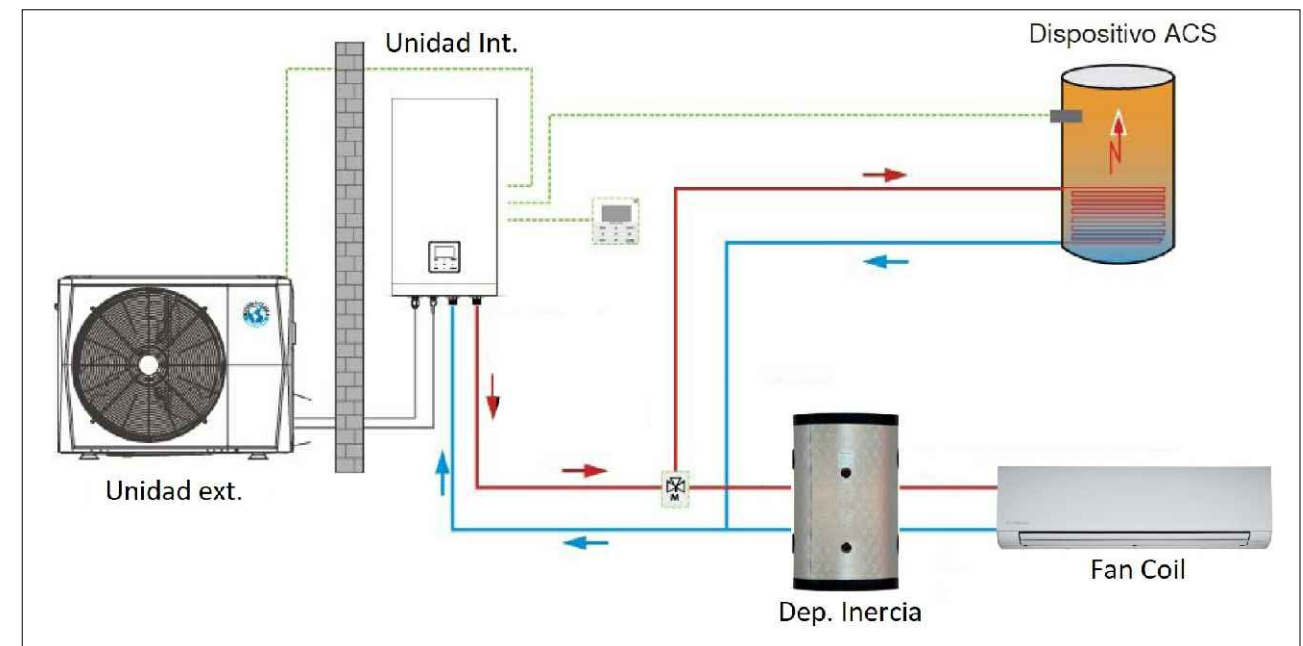 Unidad Int.
Dispositivo ACS
Unidad ext.
M
Fan Coil
Dep. Inercia